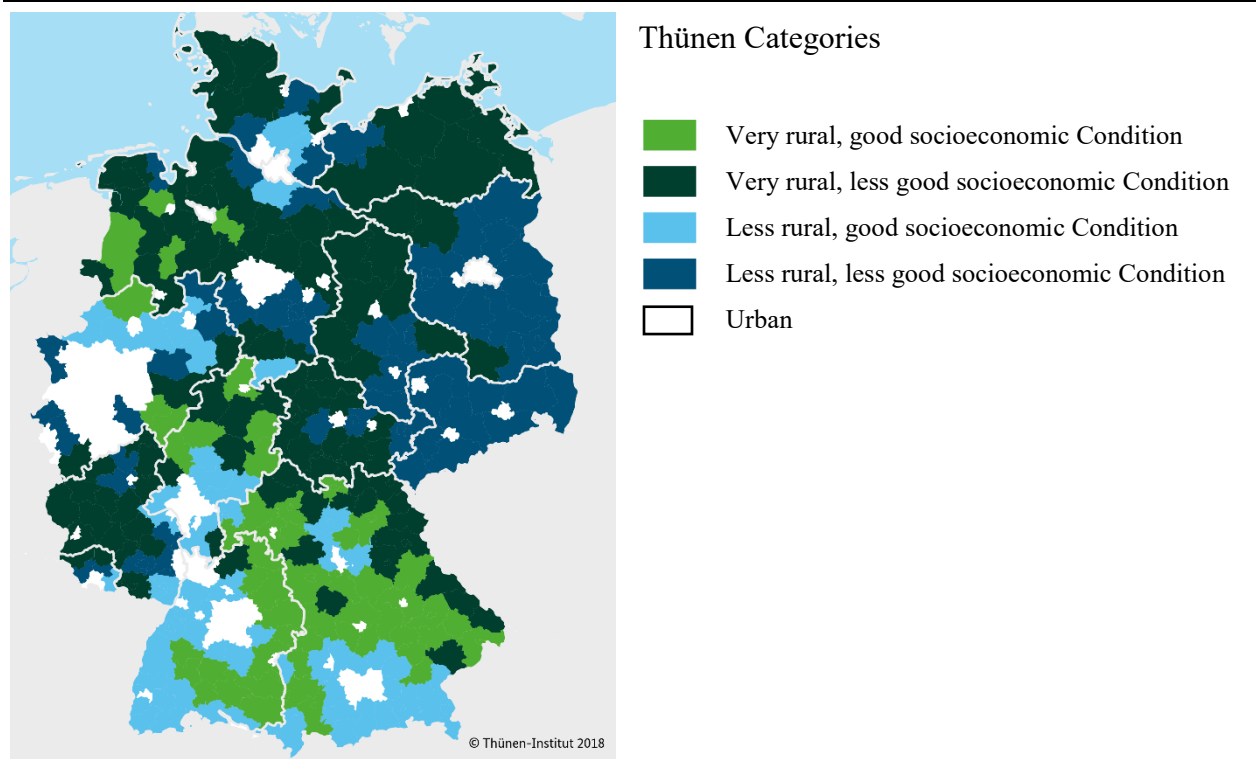 Thünen Categories
Very rural, good socioeconomic Condition
Very rural, less good socioeconomic Condition
Less rural, good socioeconomic Condition
Less rural, less good socioeconomic Condition
Urban
© Thünen-Institut 2018